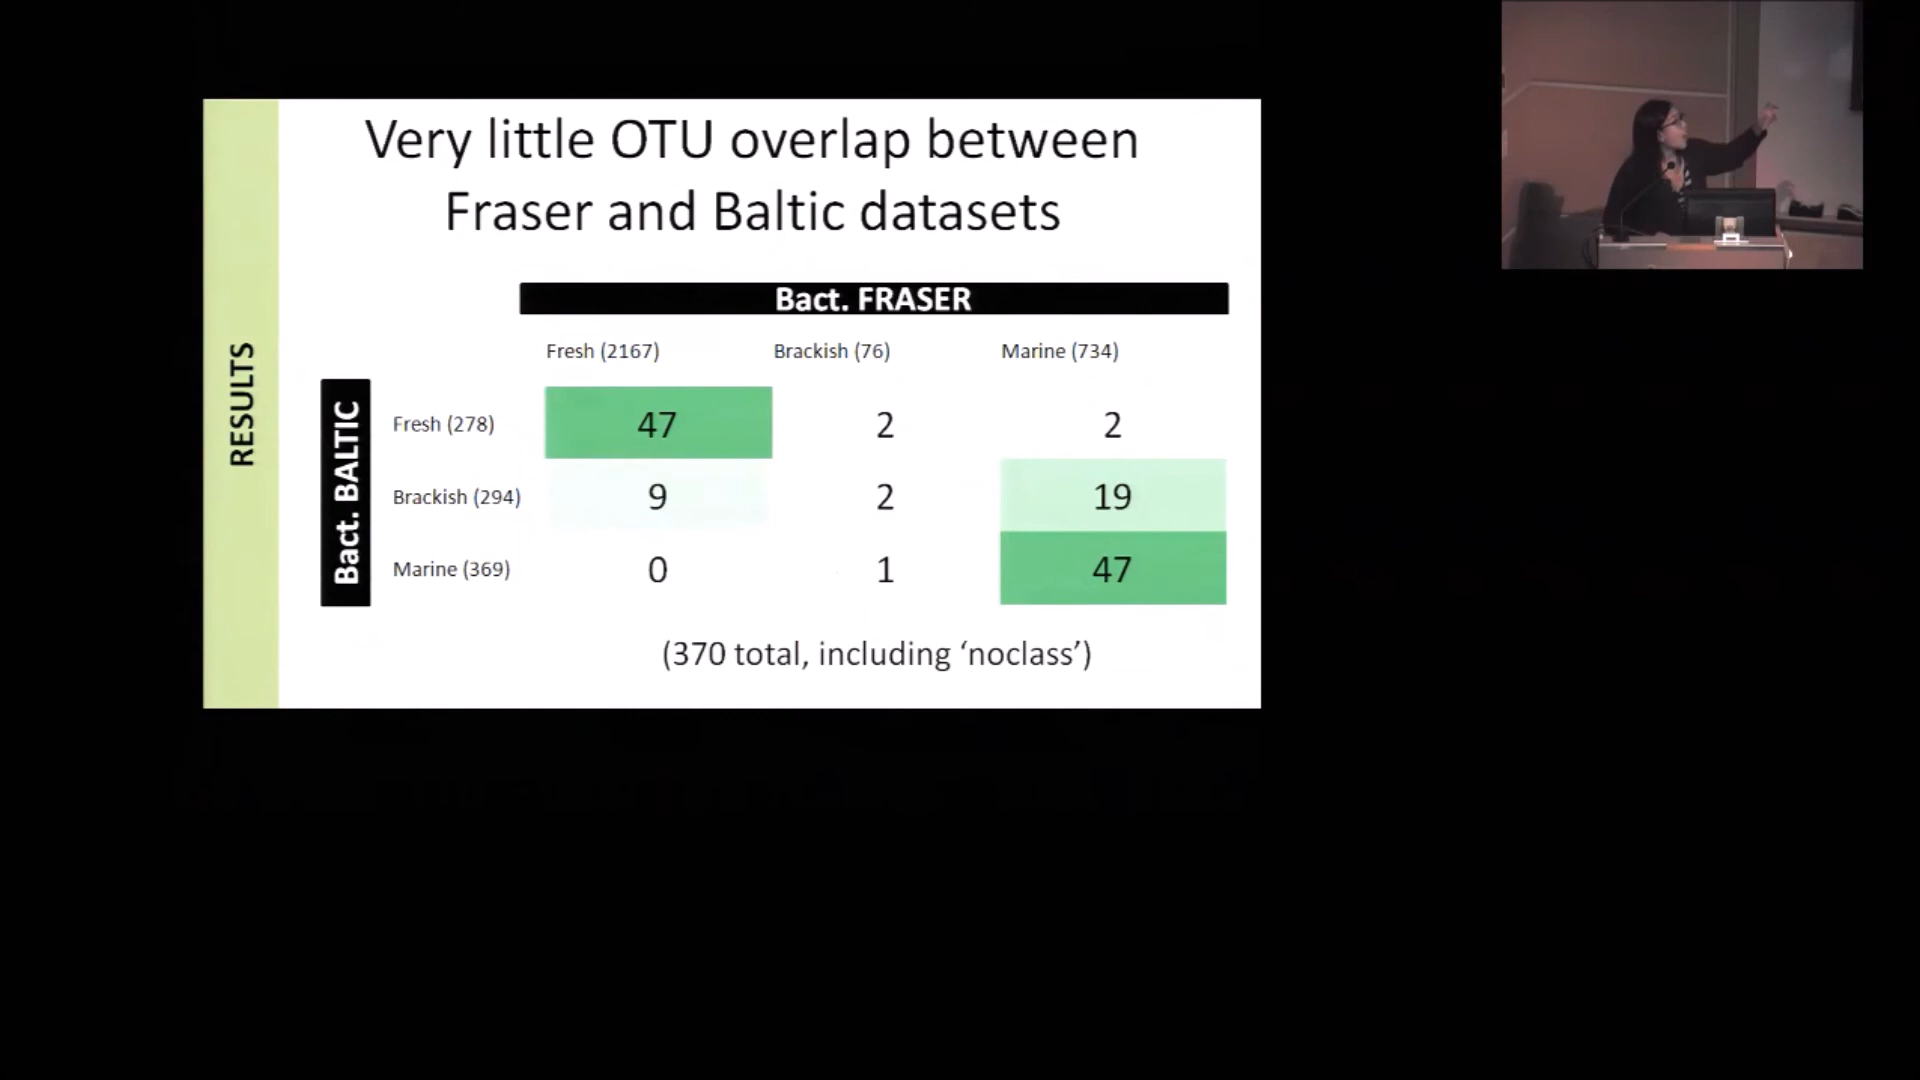 Very little OTU overlap between
Fraser and Baltic datasets
RESULTS
Bact. FRASER
Fresh (2167) Brackish (76) Marine (734)
Bact. BALTIC
Fresh (278) 47 2 2
Brackish (294) 9 2 19
Marine (369) 0 1 47
(370 total, including ‘noclass’)